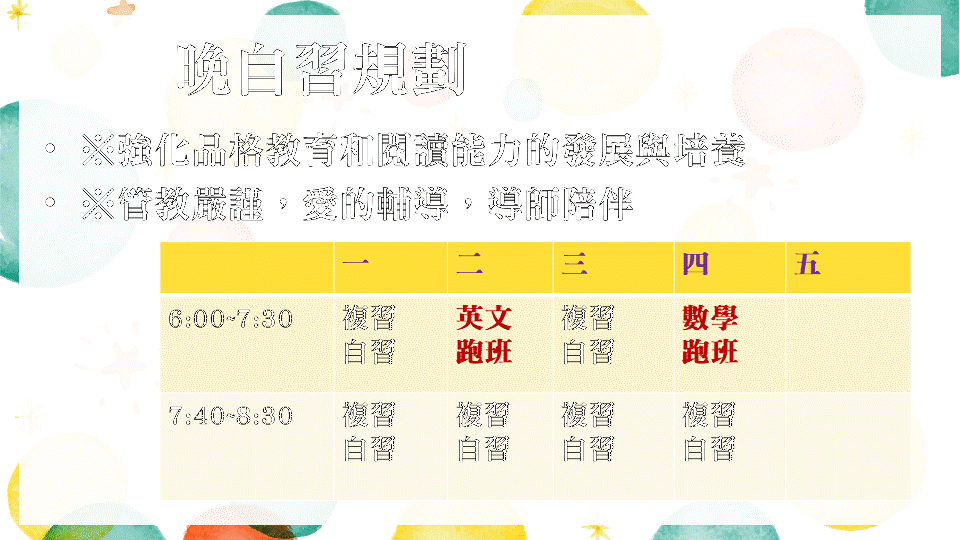 晚自習規劃
• ※強化品格教育和閱讀能力的發展與培養
• ※管教嚴謹，愛的輔導，導師陪伴
一 二 三 四 五
6:00~7:30 複習 英文 複習 數學
自習 跑班 自習 跑班
7:40~8:30 複習 複習 複習 複習
自習 自習 自習 自習